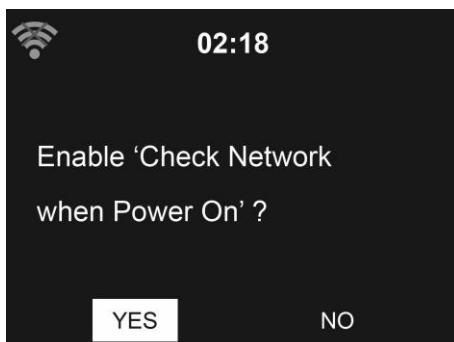 02:18
Enable ‘Check Network
when Power On’ ?
YES NO